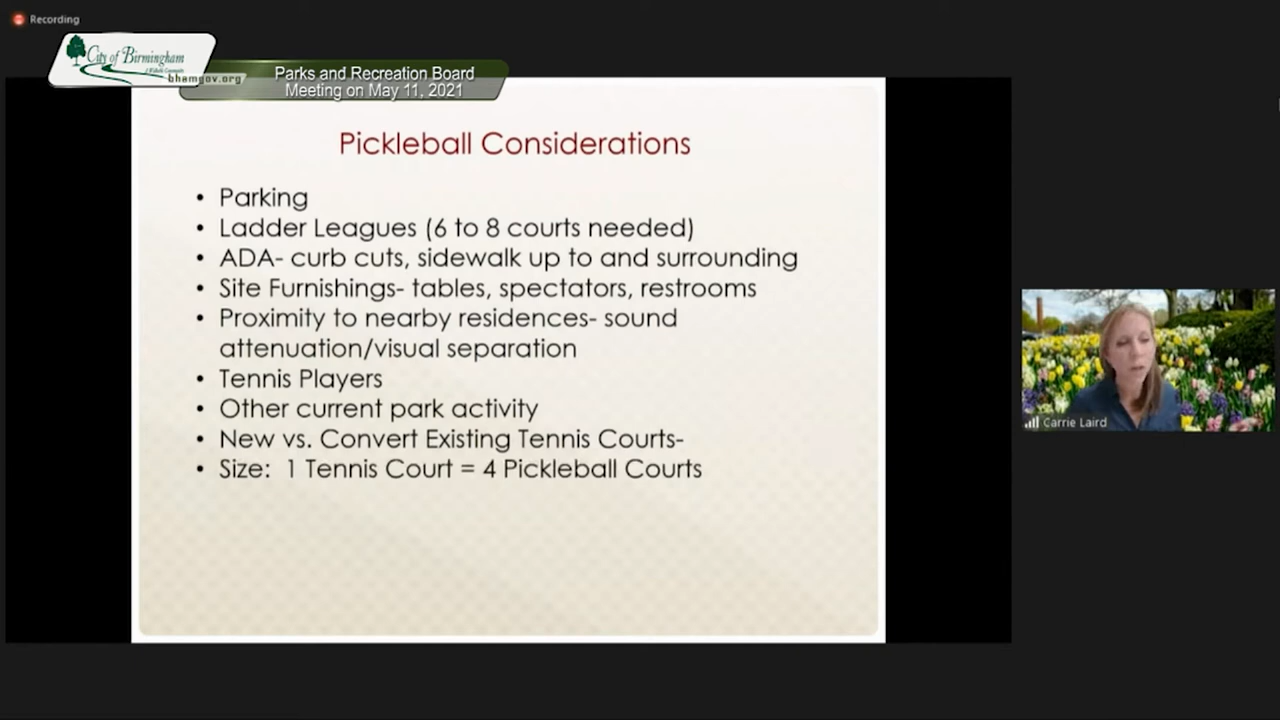 Recording
City of Birmingham
A Walkable Community
bhamgov.org
Parks and Recreation Board
Meeting on May 11, 2021
Pickleball Considerations
• Parking
• Ladder Leagues (6 to 8 courts needed)
• ADA- curb cuts, sidewalk up to and surrounding
• Site Furnishings- tables, spectators, restrooms
• Proximity to nearby residences- sound
attenuation/visual separation
• Tennis Players
• Other current park activity
• New vs. Convert Existing Tennis Courts-
• Size: 1 Tennis Court = 4 Pickleball Courts
Carrie Laird